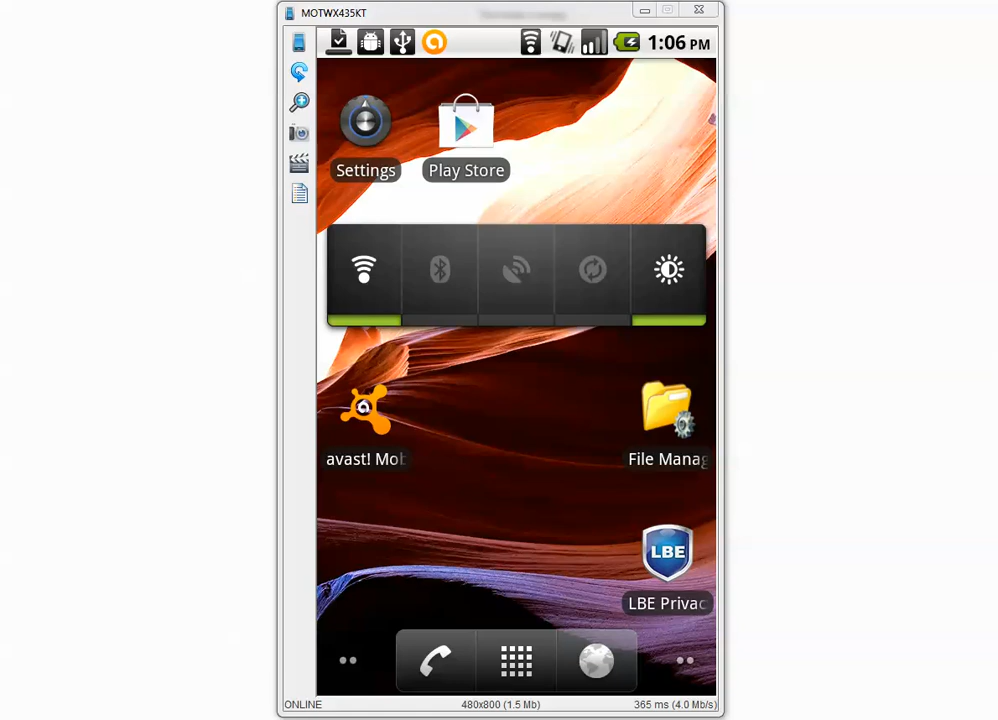 MOTWX435KT
1:06 PM
Settings
Play Store
avast! Mob
File Manag
LBE
LBE Privac
ONLINE
480x800 (1.5 Mb)
365 ms (4.0 Mb/s)